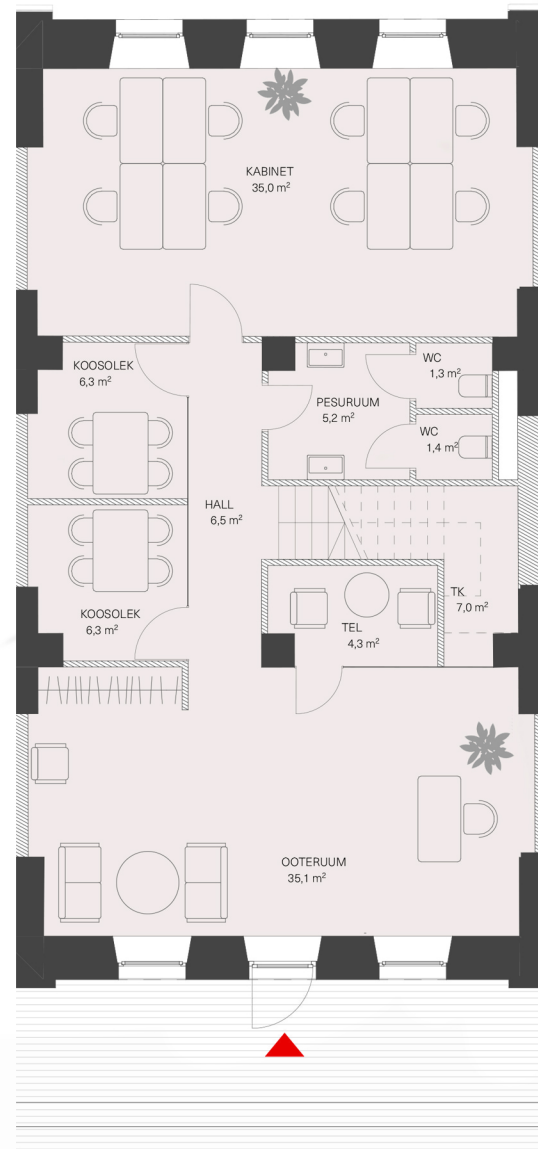 KABINET
35,0 m²
KOOSOLEK
6,3 m²
WC
1,3 m²
PESURUUM
5,2 m²
WC
1,4 m²
HALL
6,5 m²
TK
7,0 m²
KOOSOLEK
6,3 m²
TEL
4,3 m²
OOTERUUM
35,1 m²